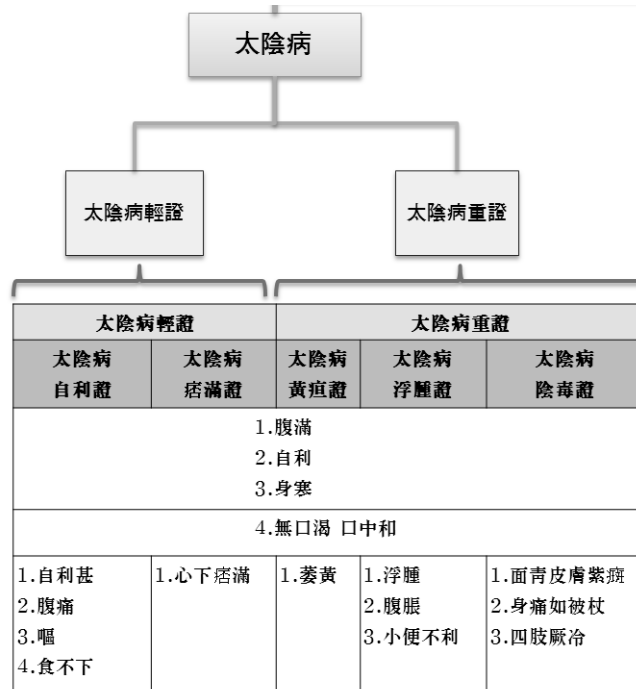 太陰病
太陰病輕證
太陰病重證
太陰病輕證
太陰病重證
太陰病
自利證
太陰病
痞滿證
太陰病
黃疸證
太陰病
浮腫證
太陰病
陰毒證
1.腹滿
2.自利
3.身寒
4.無口渴 口中和
1.自利甚
2.腹痛
3.嘔
4.食不下
1.心下痞滿
1.萎黃
1.浮腫
2.腹脹
3.小便不利
1.面靑皮膚紫癍
2.身痛如被杖
3.四肢厥冷